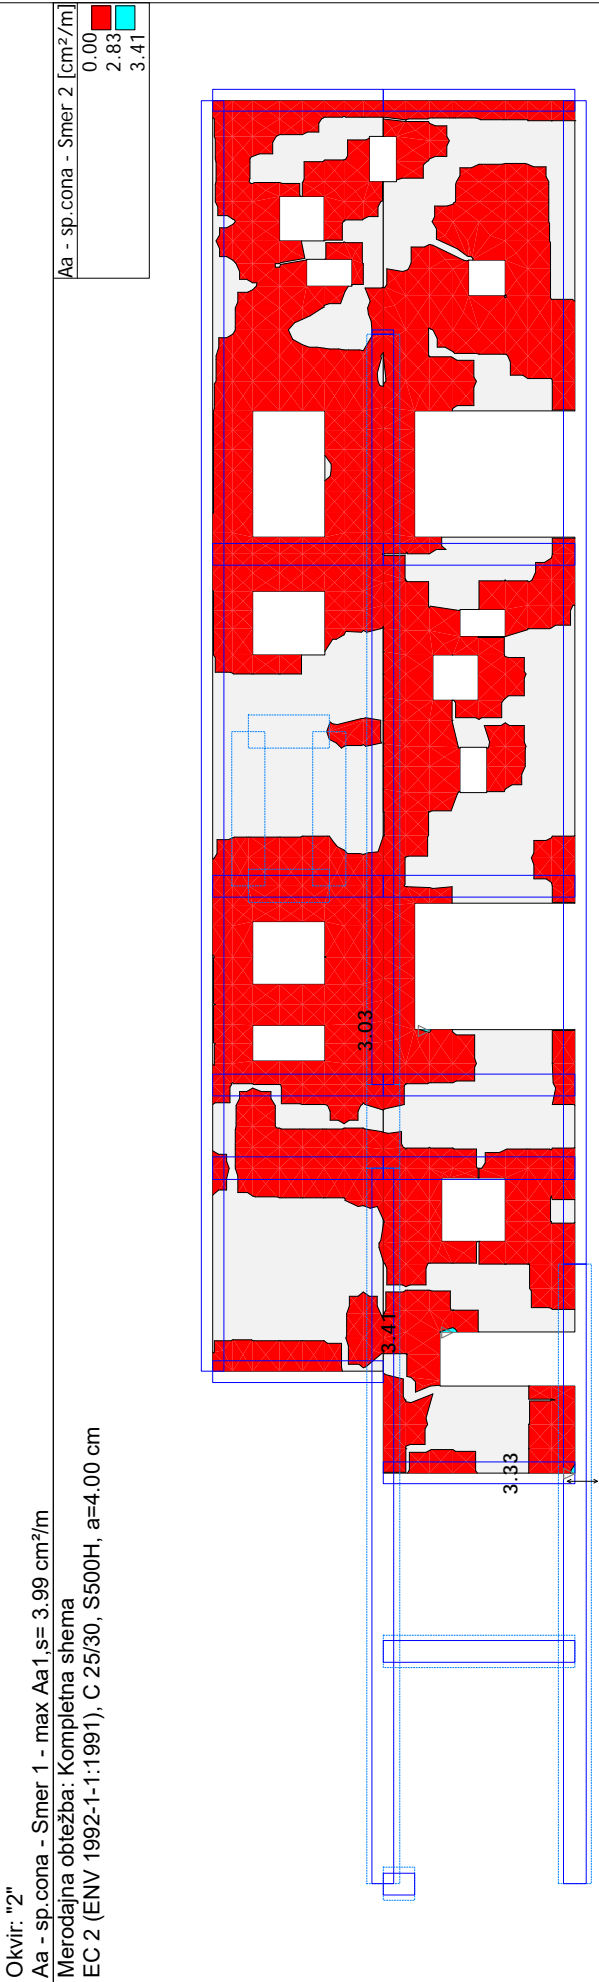 Okvir: "2"
Aa - sp.cona - Smer 1 - max Aa1,s= 3.99 cm²/m
Merodajna obtežba: Kompletna shema
EC 2 (ENV 1992-1-1:1991), C 25/30, S500H, a=4.00 cm
Aa - sp.cona - Smer 2 [cm²/m]
0.00
2.83
3.41
3.03
3.41
3.33